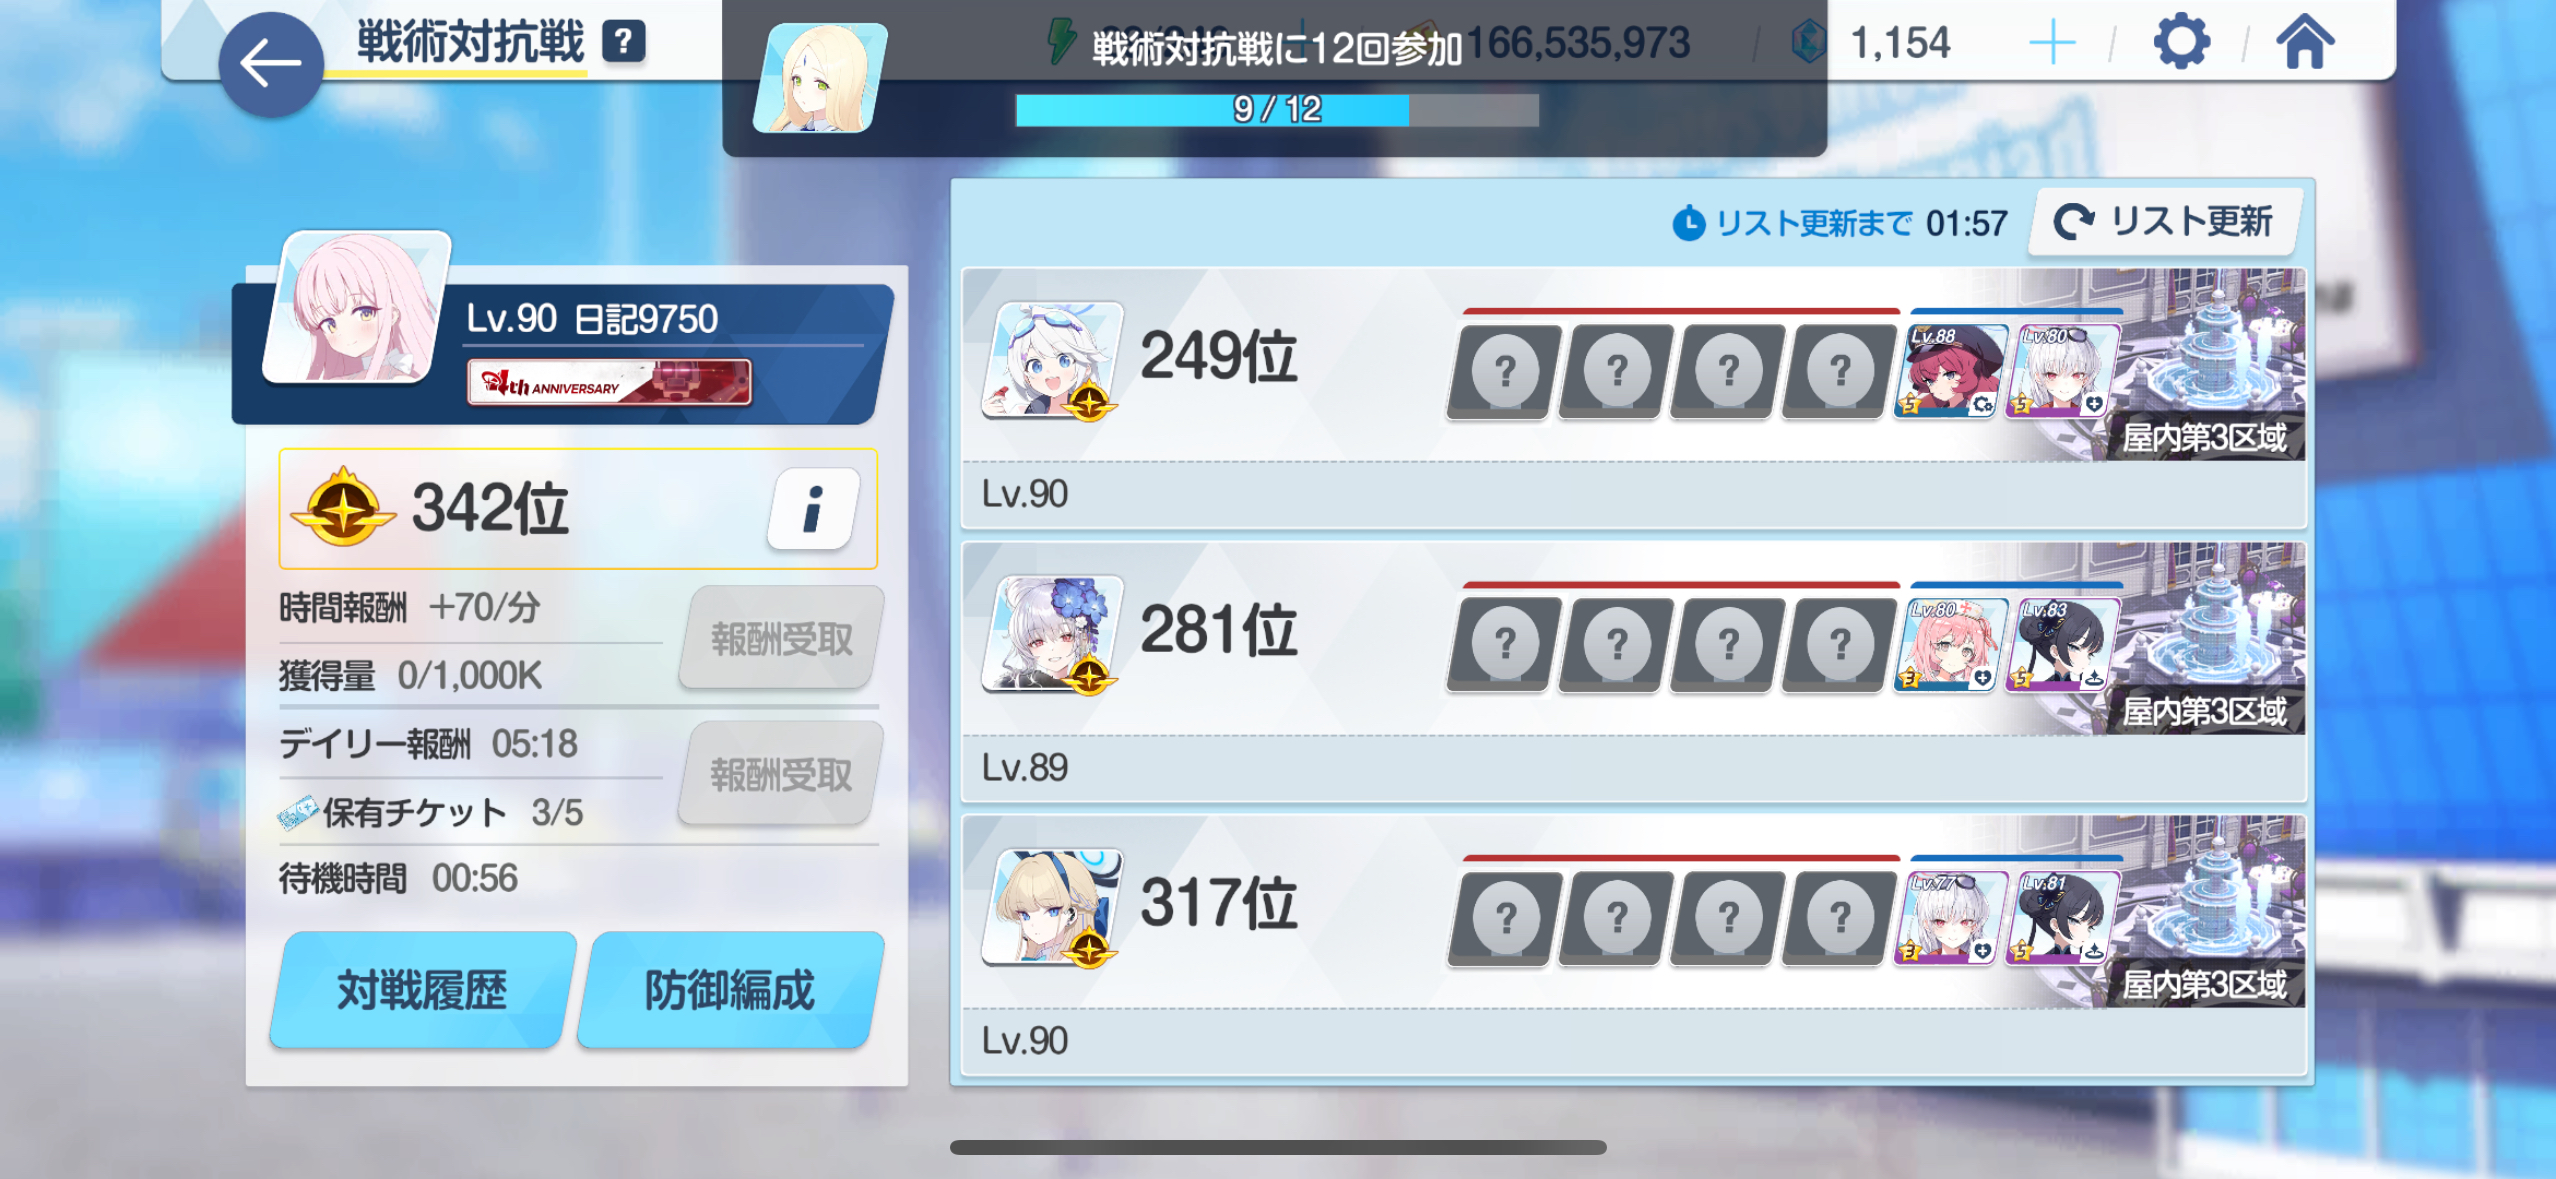 戦術対抗戦 ?
戦術対抗戦に12回参加
9 / 12
166,535,973
1,154
リスト更新まで 01:57
リスト更新
Lv.90 日記9750
4th ANNIVERSARY
342位
i
時間報酬 +70/分
獲得量 0/1,000K
報酬受取
デイリー報酬 05:18
保有チケット 3/5
報酬受取
待機時間 00:56
対戦履歴
防御編成
249位
? ? ? ?
Lv.88
5
Lv.80
5
屋内第3区域
Lv.90
281位
? ? ? ?
Lv.80
3
Lv.83
5
屋内第3区域
Lv.89
317位
? ? ? ?
Lv.77
3
Lv.81
5
屋内第3区域
Lv.90